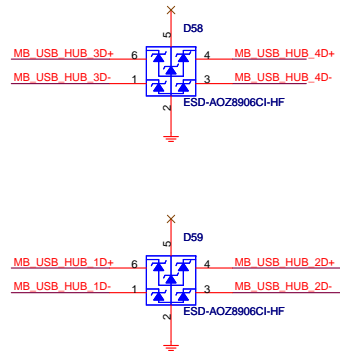 D58
5
MB_USB_HUB_3D+ 6 4 MB_USB_HUB_4D+
MB_USB_HUB_3D- 1 3 MB_USB_HUB_4D-
2 ESD-AOZ8906CI-HF
D59
5
MB_USB_HUB_1D+ 6 4 MB_USB_HUB_2D+
MB_USB_HUB_1D- 1 3 MB_USB_HUB_2D-
2 ESD-AOZ8906CI-HF